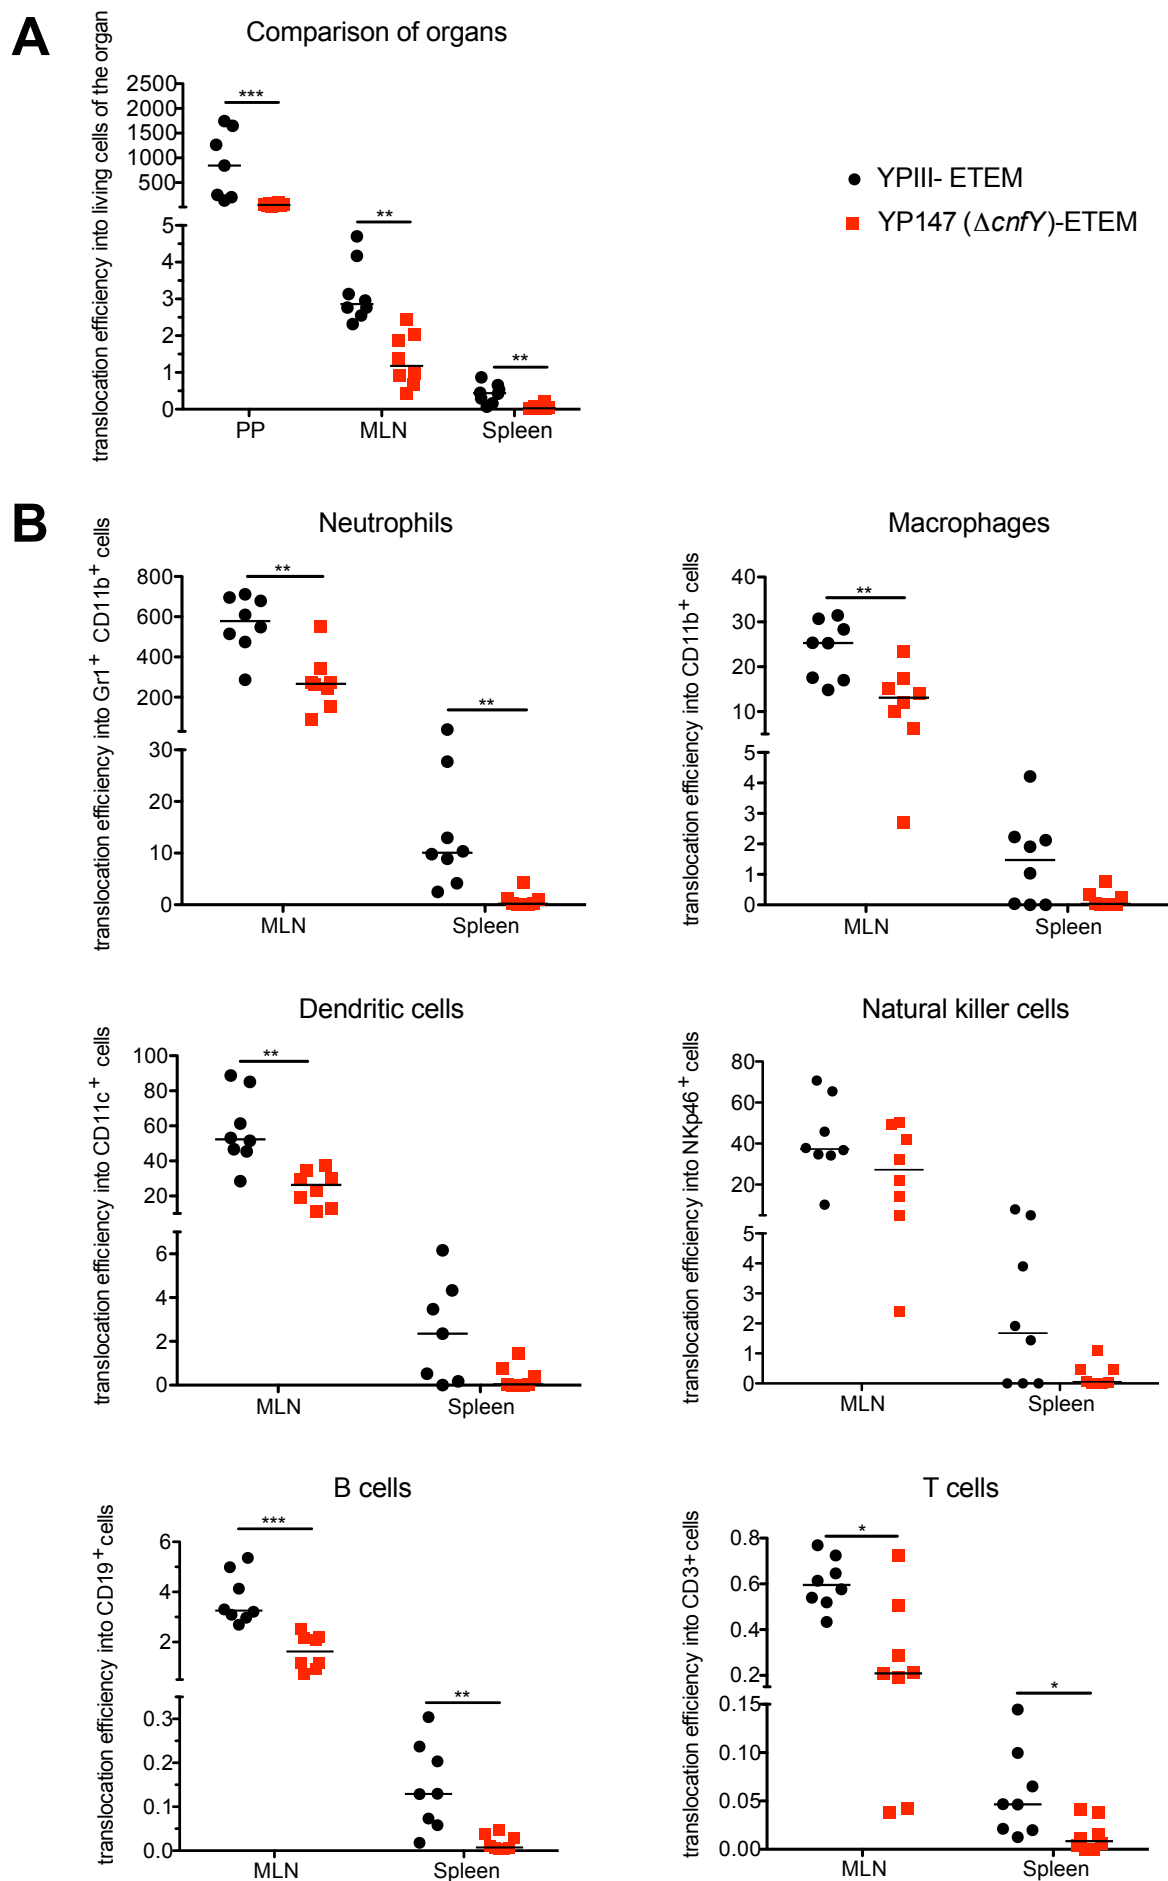 A
Comparison of organs
translocation efficiency into living cells of the organ
2500
2000
1500
1000
500
5
4
3
2
1
0
***
**
**
PP
MLN
Spleen
YPIII- ETEM
YP147 (ΔcnfY)-ETEM
B
Neutrophils
translocation efficiency into Gr1+ CD11b+ cells
800
600
400
200
30
20
10
0
**
**
MLN
Spleen
Macrophages
translocation efficiency into CD11b+ cells
40
30
20
10
5
4
3
2
1
0
**
MLN
Spleen
Dendritic cells
translocation efficiency into CD11c+ cells
100
80
60
40
20
6
4
2
0
**
MLN
Spleen
Natural killer cells
translocation efficiency into NKp46+ cells
80
60
40
20
5
4
3
2
1
0
MLN
Spleen
B cells
translocation efficiency into CD19+ cells
6
4
2
0.3
0.2
0.1
0.0
***
**
MLN
Spleen
T cells
translocation efficiency into CD3+ cells
0.8
0.6
0.4
0.2
0.15
0.10
0.05
0.00
*
*
MLN
Spleen